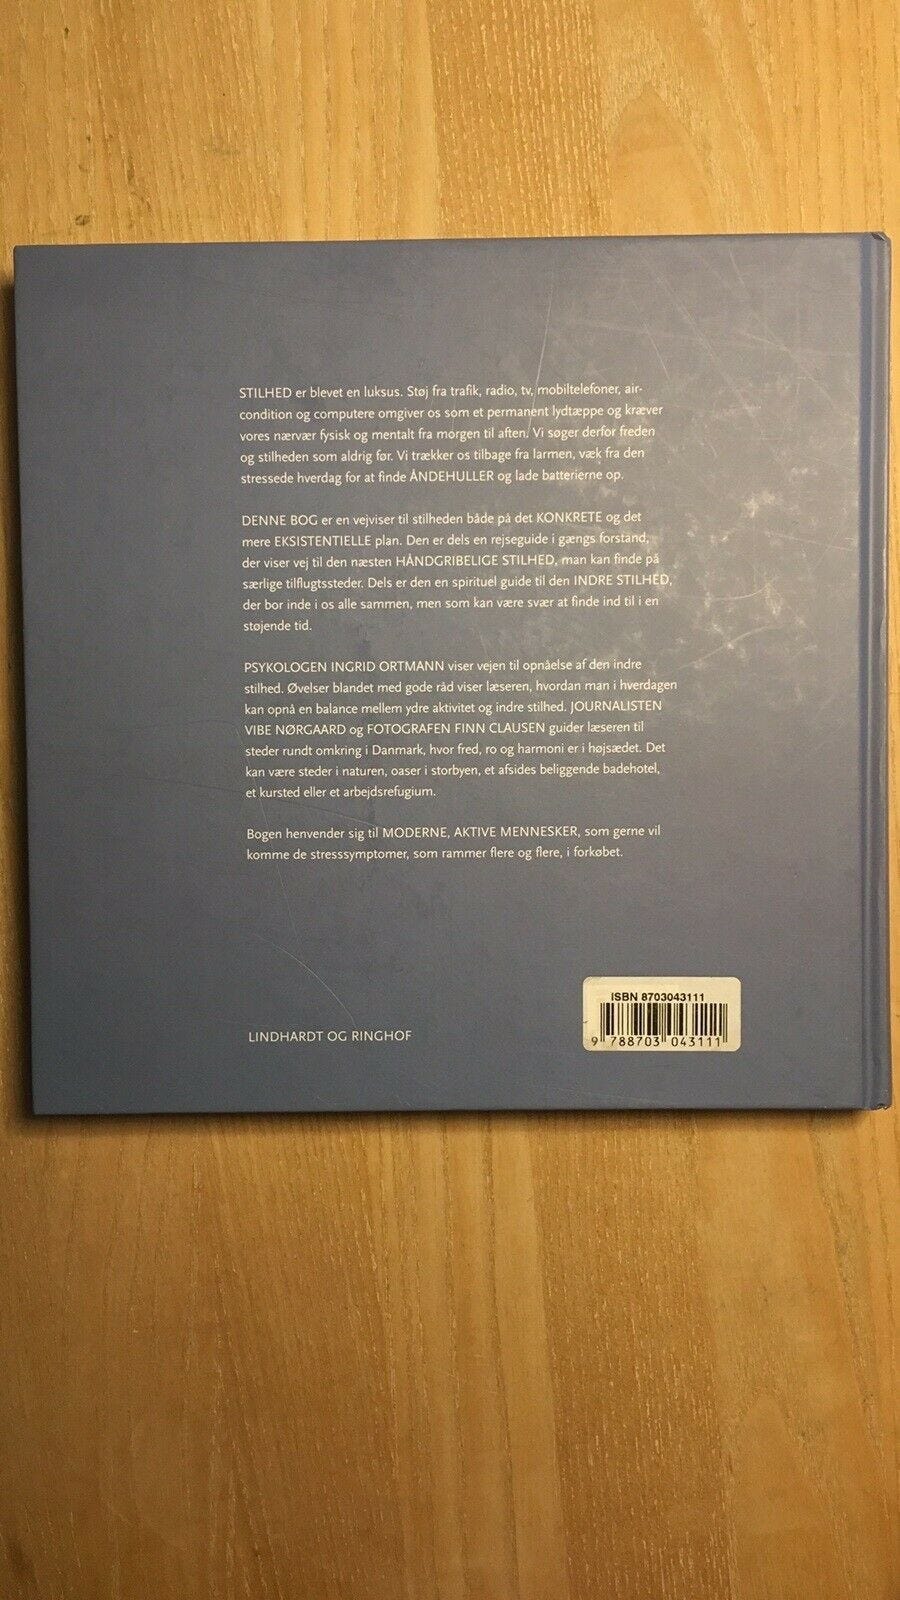 STILHED er blevet en luksus. Støj fra trafik, radio, tv, mobiltelefoner, air-
condition og computere omgiver os som et permanent lydtæppe og kræver
vores nærvær fysisk og mentalt fra morgen til aften. Vi søger derfor freden
og stilheden som aldrig før. Vi trækker os tilbage fra larmen, væk fra den
stressede hverdag for at finde ÅNDEHULLER og lade batterierne op.
DENNE BOG er en vejviser til stilheden både på det KONKRETE og det
mere EKSISTENTIELLE plan. Den er dels en rejseguide i gængs forstand,
der viser vej til den næsten HÅNDGRIBELIGE STILHED, man kan finde på
særlige tilflugtssteder. Dels er den en spirituel guide til den INDRE STILHED,
der bor inde i os alle sammen, men som kan være svær at finde ind til i en
støjende tid.
PSYKOLOGEN INGRID ORTMANN viser vejen til opnåelse af den indre
stilhed. Øvelser blandet med gode råd viser læseren, hvordan man i hverdagen
kan opnå en balance mellem ydre aktivitet og indre stilhed. JOURNALISTEN
VIBE NØRGAARD og FOTOGRAFEN FINN CLAUSEN guider læseren til
steder rundt omkring i Danmark, hvor fred, ro og harmoni er i højsædet. Det
kan være steder i naturen, oaser i storbyen, et afsides beliggende badehotel,
et kursted eller et arbejdsrefugium.
Bogen henvender sig til MODERNE, AKTIVE MENNESKER, som gerne vil
komme de stresssymptomer, som rammer flere og flere, i forkøbet.
ISBN 8703043111
9 788703 043111
LINDHARDT OG RINGHOF